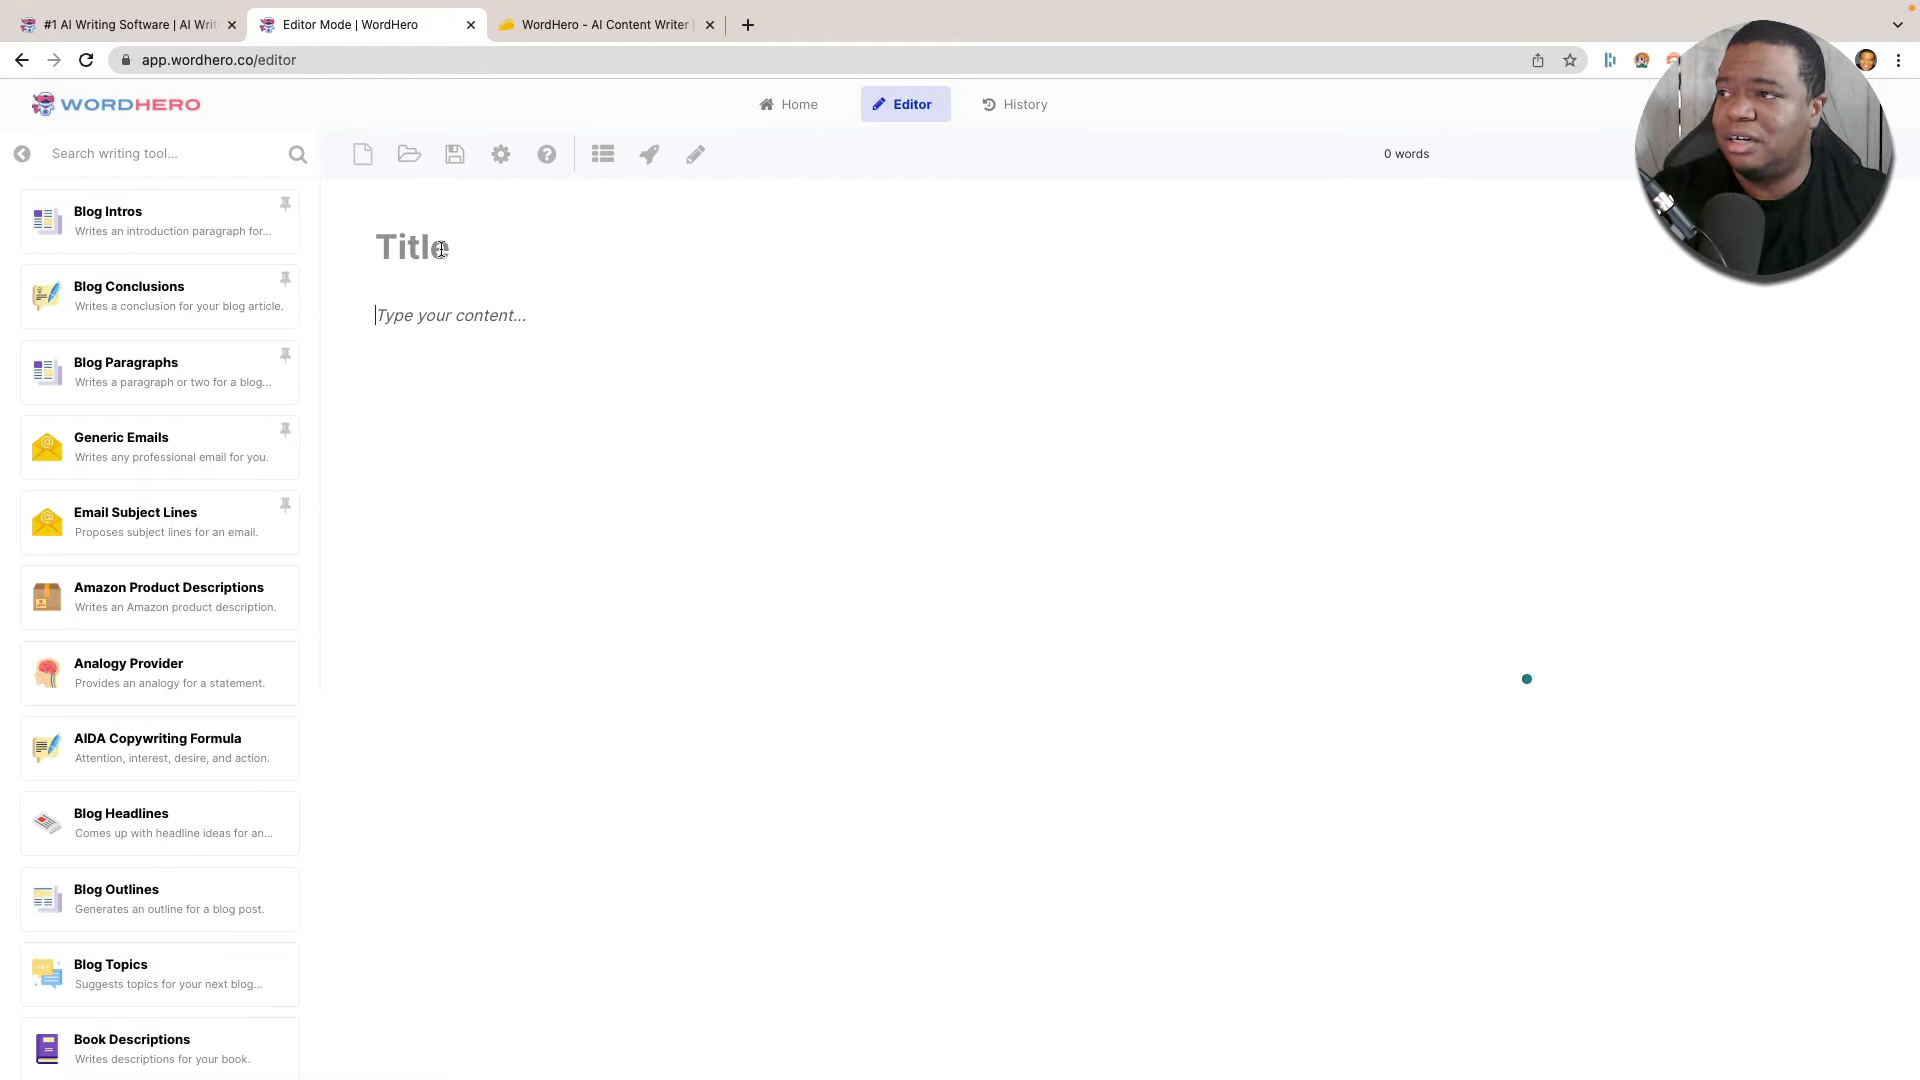 #1 AI Writing Software | AI Writ
Editor Mode | WordHero
WordHero - AI Content Writer |
app.wordhero.co/editor
WORDHERO
Home
Editor
History
Search writing tool...
0 words
Blog Intros
Writes an introduction paragraph for...
Blog Conclusions
Writes a conclusion for your blog article.
Blog Paragraphs
Writes a paragraph or two for a blog...
Generic Emails
Writes any professional email for you.
Email Subject Lines
Proposes subject lines for an email.
Amazon Product Descriptions
Writes an Amazon product description.
Analogy Provider
Provides an analogy for a statement.
AIDA Copywriting Formula
Attention, interest, desire, and action.
Blog Headlines
Comes up with headline ideas for an...
Blog Outlines
Generates an outline for a blog post.
Blog Topics
Suggests topics for your next blog...
Book Descriptions
Writes descriptions for your book.
Title
Type your content...